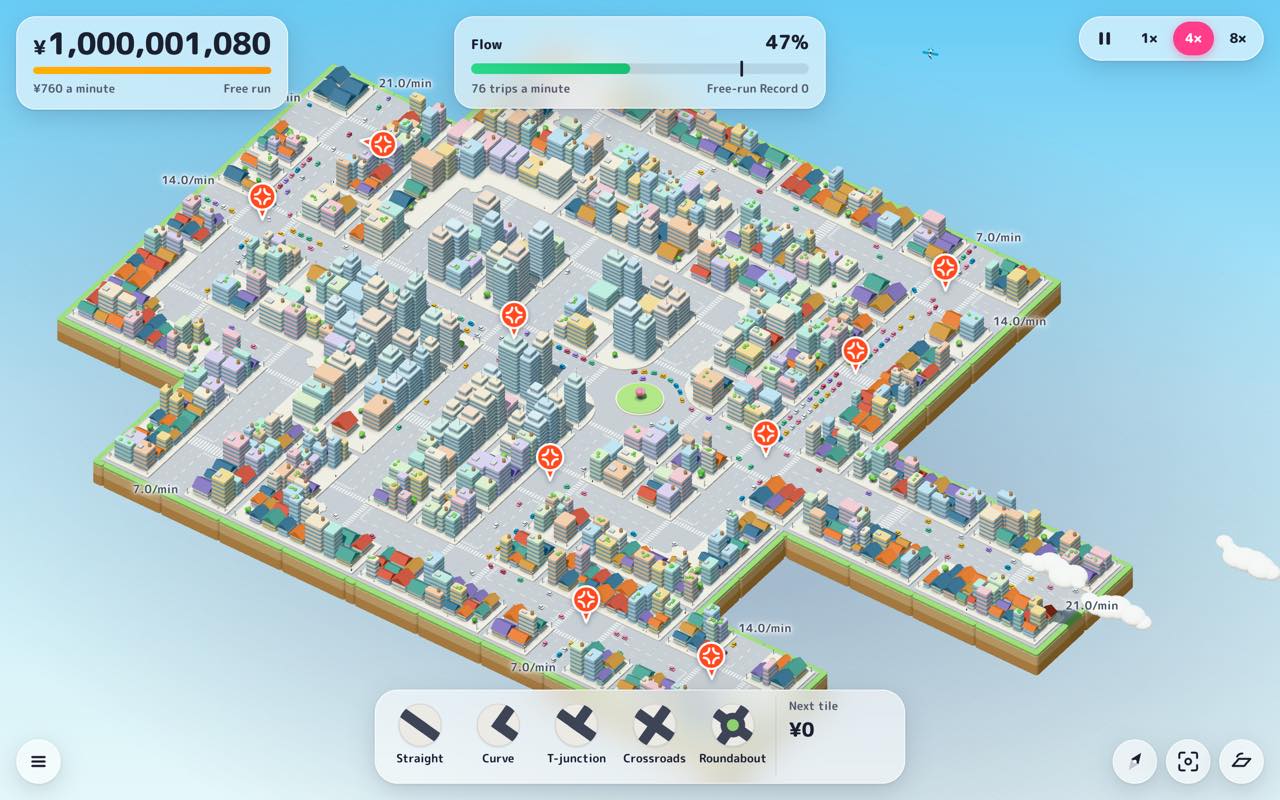 ¥1,000,001,080
¥760 a minute
Free run
Flow
47%
76 trips a minute
Free-run Record 0
1×
4×
8×
21.0/min
14.0/min
7.0/min
14.0/min
7.0/min
21.0/min
14.0/min
7.0/min
Straight
Curve
T-junction
Crossroads
Roundabout
Next tile
¥0